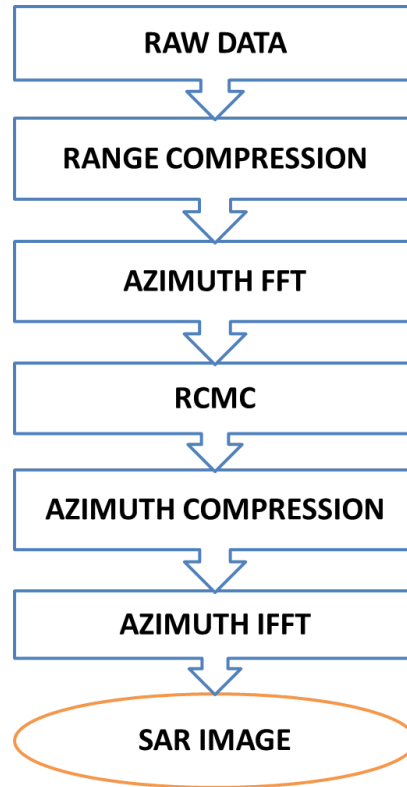 RAW DATA
RANGE COMPRESSION
AZIMUTH FFT
RCMC
AZIMUTH COMPRESSION
AZIMUTH IFFT
SAR IMAGE